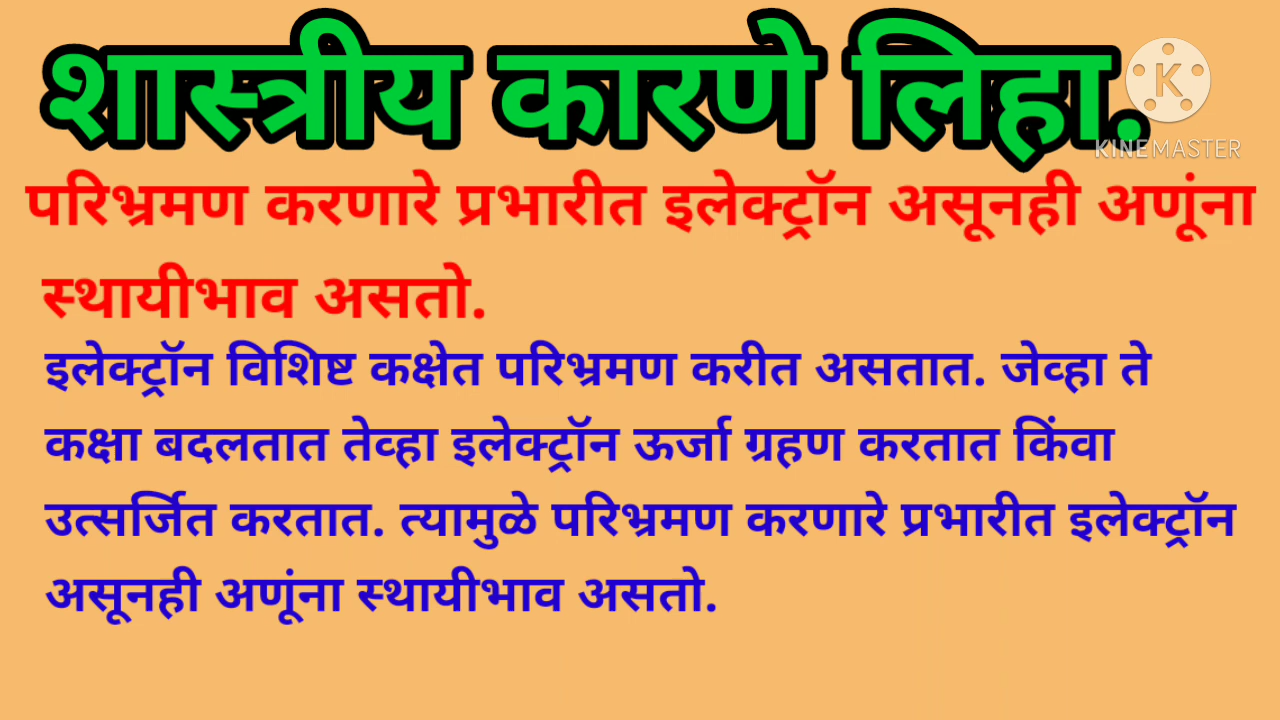 शास्त्रीय कारणे लिहा.
KINEMASTER
परिभ्रमण करणारे प्रभारीत इलेक्ट्रॉन असूनही अणूंना
स्थायीभाव असतो.
इलेक्ट्रॉन विशिष्ट कक्षेत परिभ्रमण करीत असतात. जेव्हा ते
कक्षा बदलतात तेव्हा इलेक्ट्रॉन ऊर्जा ग्रहण करतात किंवा
उत्सर्जित करतात. त्यामुळे परिभ्रमण करणारे प्रभारीत इलेक्ट्रॉन
असूनही अणूंना स्थायीभाव असतो.